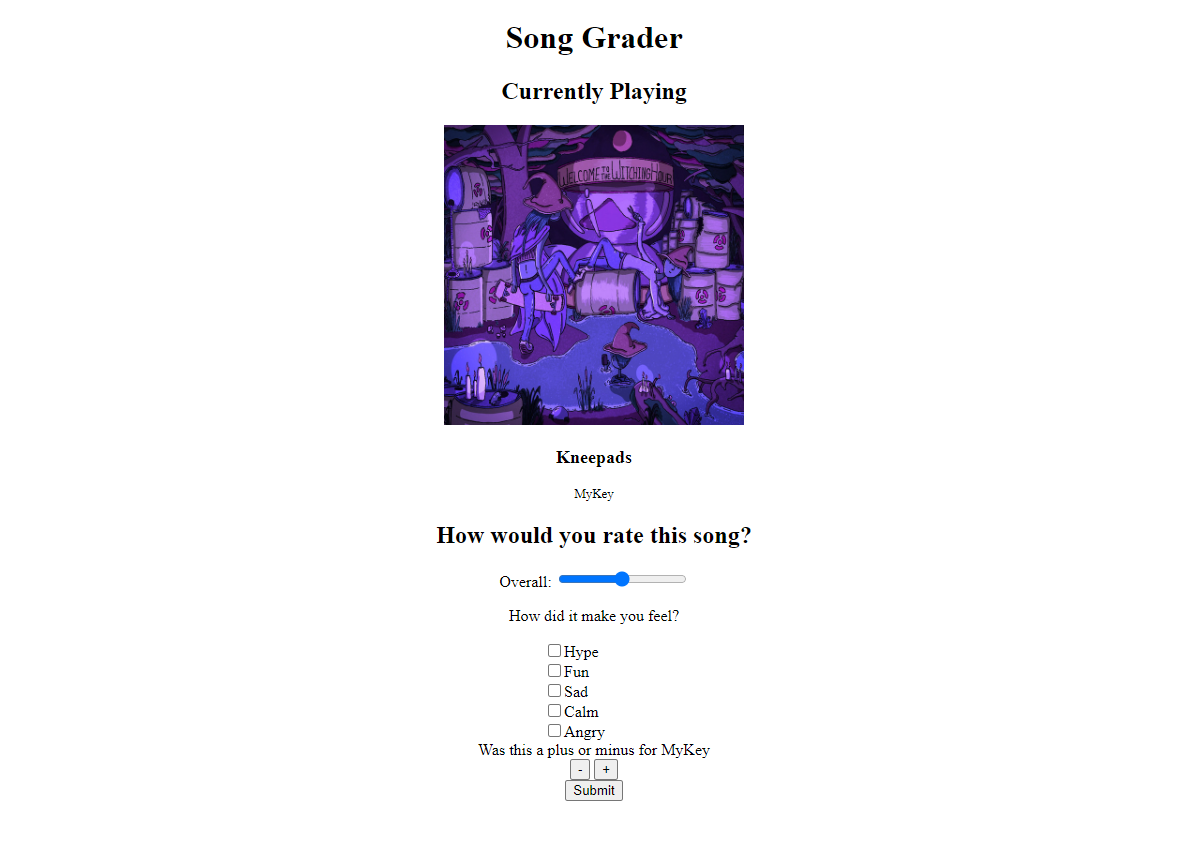 Song Grader
Currently Playing
WELCOME TO THE WITCHING HOUR
Kneepads
MyKey
How would you rate this song?
Overall:
How did it make you feel?
Hype
Fun
Sad
Calm
Angry
Was this a plus or minus for MyKey
- +
Submit